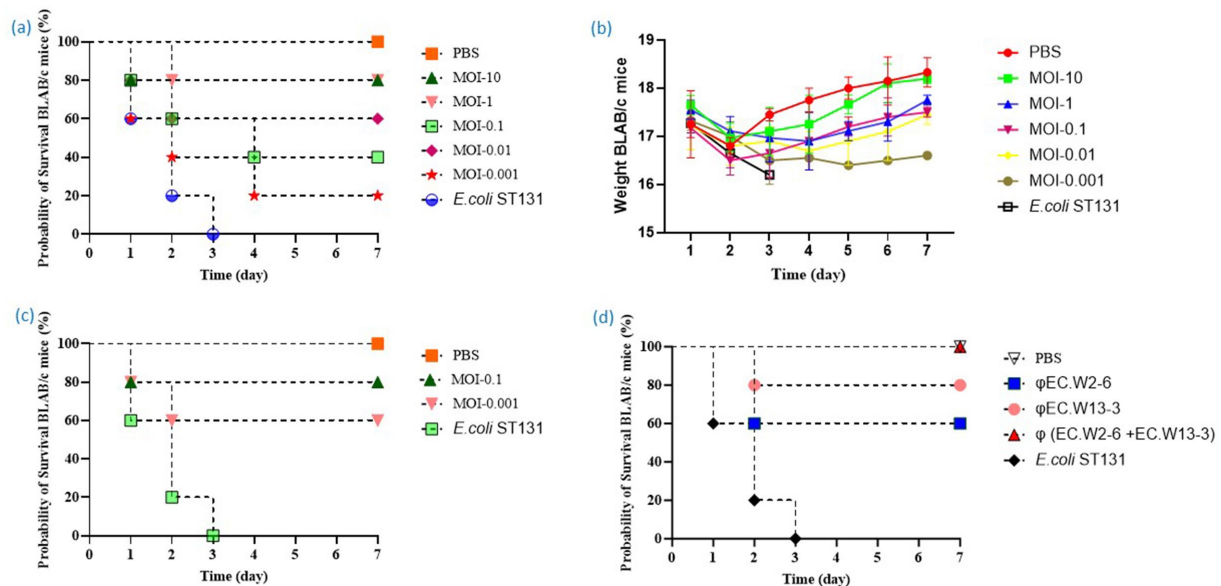 (a)
Probability of Survival BLAB/c mice (%)
100
80
60
40
20
0
0 1 2 3 4 5 6 7
Time (day)
PBS
MOI-10
MOI-1
MOI-0.1
MOI-0.01
MOI-0.001
E.coli ST131
(b)
Weight BLAB/c mice
19
18
17
16
15
1 2 3 4 5 6 7
Time (day)
PBS
MOI-10
MOI-1
MOI-0.1
MOI-0.01
MOI-0.001
E.coli ST131
(c)
Probability of Survival BLAB/c mice (%)
100
80
60
40
20
0
0 1 2 3 4 5 6 7
Time (day)
PBS
MOI-0.1
MOI-0.001
E.coli ST131
(d)
Probability of Survival BLAB/c mice (%)
100
80
60
40
20
0
0 1 2 3 4 5 6 7
Time (day)
PBS
φEC.W2-6
φEC.W13-3
φ (EC.W2-6 +EC.W13-3)
E.coli ST131